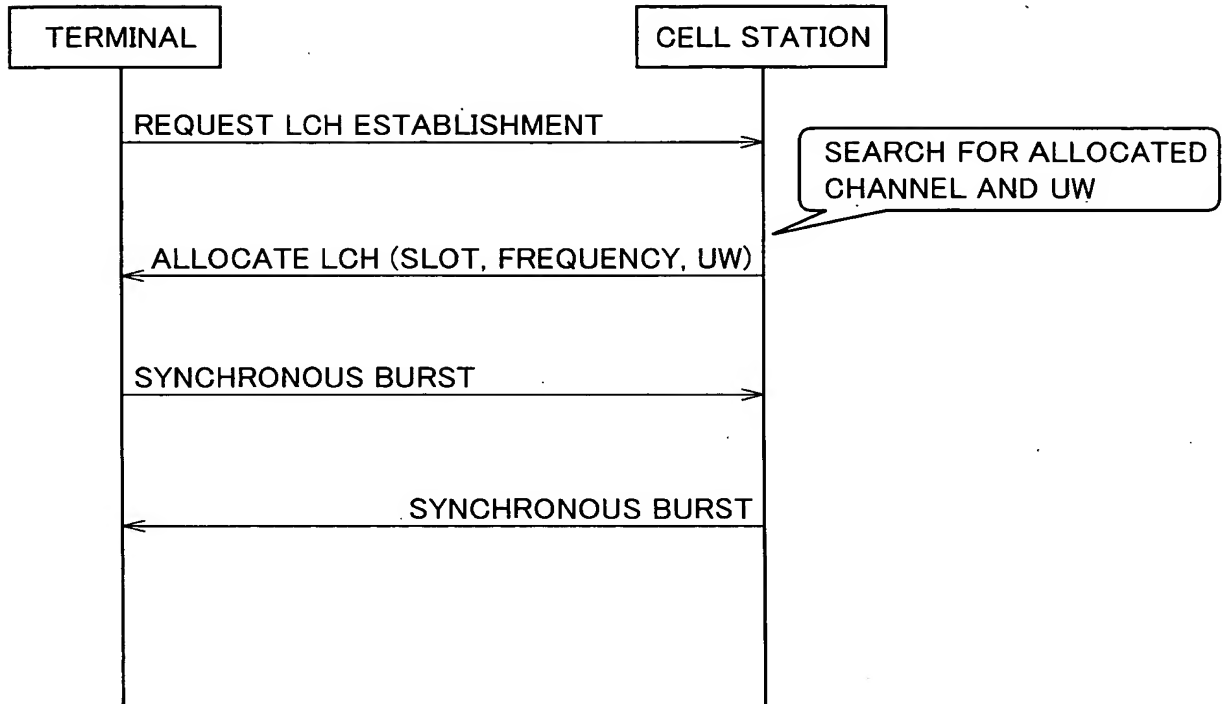 TERMINAL
CELL STATION
REQUEST LCH ESTABLISHMENT
SEARCH FOR ALLOCATED
CHANNEL AND UW
ALLOCATE LCH (SLOT, FREQUENCY, UW)
SYNCHRONOUS BURST
SYNCHRONOUS BURST